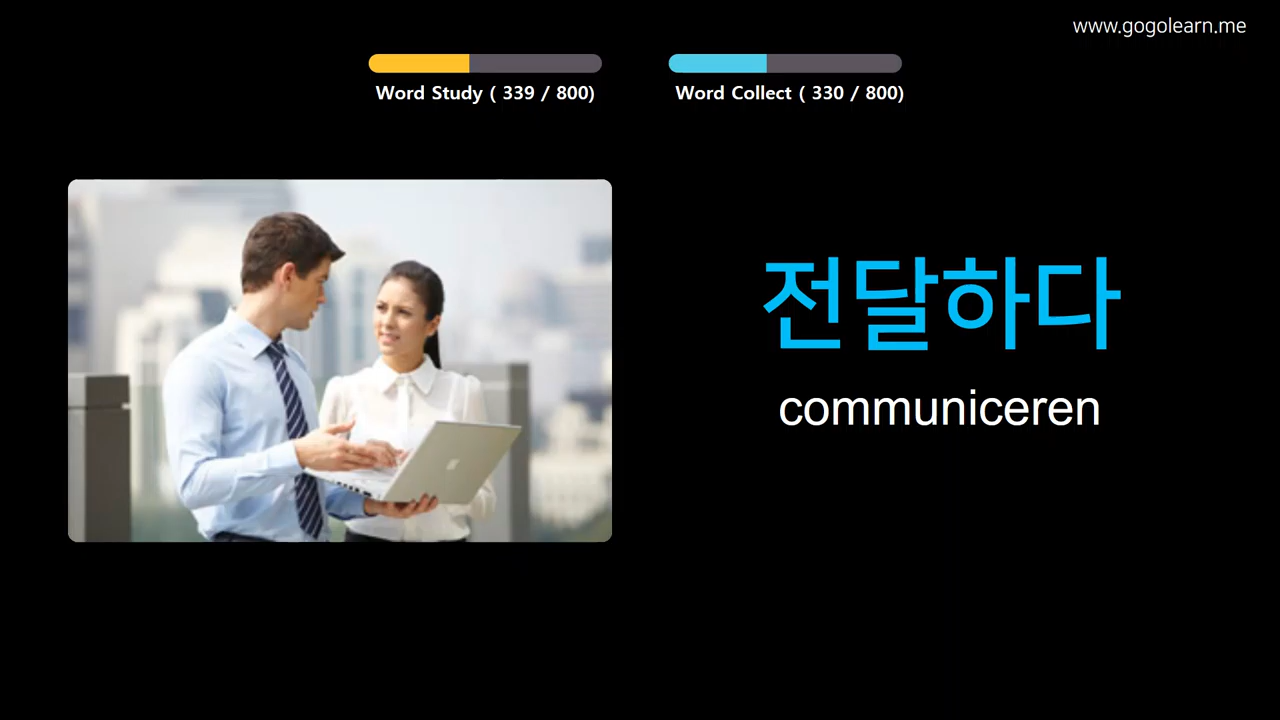 www.gogolearn.me
Word Study ( 339 / 800)
Word Collect ( 330 / 800)
전달하다
communiceren